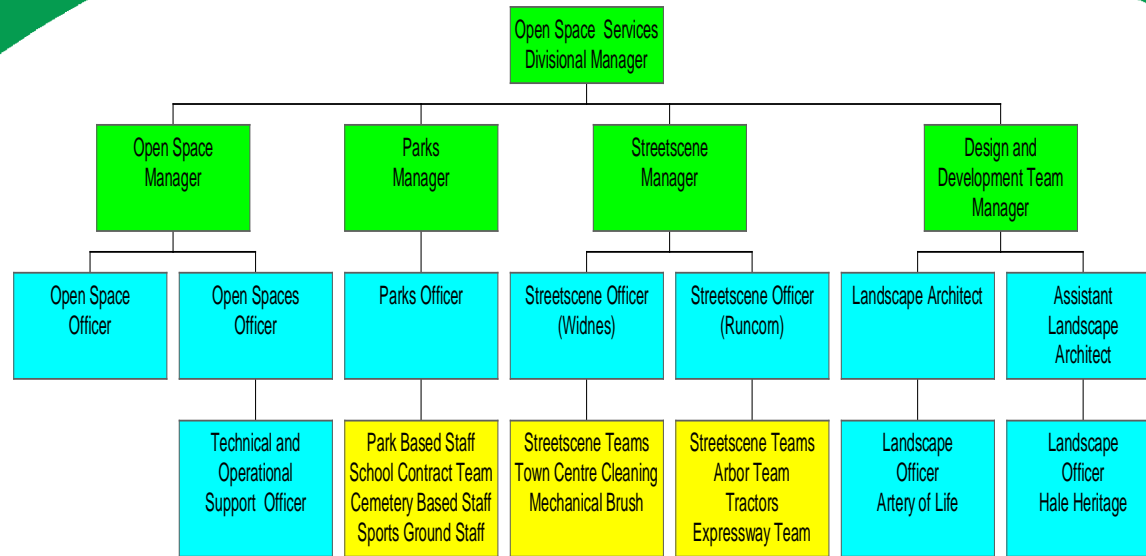 Open Space Services
Divisional Manager
Open Space
Manager
Parks
Manager
Streetscene
Manager
Design and
Development Team
Manager
Open Space
Officer
Open Spaces
Officer
Parks Officer
Streetscene Officer
(Widnes)
Streetscene Officer
(Runcorn)
Landscape Architect
Assistant
Landscape
Architect
Technical and
Operational
Support Officer
Park Based Staff
School Contract Team
Cemetery Based Staff
Sports Ground Staff
Streetscene Teams
Town Centre Cleaning
Mechanical Brush
Streetscene Teams
Arbor Team
Tractors
Expressway Team
Landscape
Officer
Artery of Life
Landscape
Officer
Hale Heritage